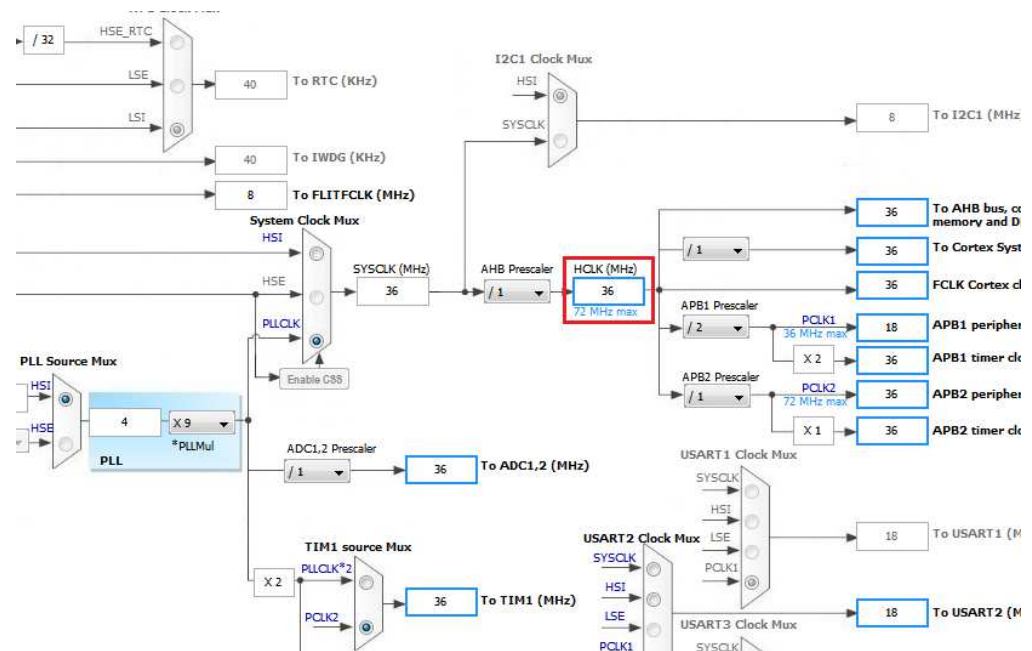 / 32
HSE_RTC
LSE
40
To RTC (KHz)
LSI
40
To IWDG (KHz)
8
To FLITFCLK (MHz)
I2C1 Clock Mux
HSI
SYSCLK
8
To I2C1 (MHz
System Clock Mux
HSI
HSE
PLLCLK
Enable CSS
SYSCLK (MHz)
36
AHB Prescaler
/ 1
HCLK (MHz)
36
72 MHz max
36
To AHB bus, co
memory and D
/ 1
36
To Cortex Syst
36
FCLK Cortex cl
APB1 Prescaler
/ 2
PCLK1
36 MHz max
18
APB1 peripher
X 2
36
APB1 timer clo
APB2 Prescaler
/ 1
PCLK2
72 MHz max
36
APB2 peripher
X 1
36
APB2 timer clo
PLL Source Mux
HSI
HSE
4
X 9
*PLLMul
PLL
ADC1,2 Prescaler
/ 1
36
To ADC1,2 (MHz)
USART1 Clock Mux
SYSCLK
HSI
LSE
PCLK1
18
To USART1 (M
TIM1 source Mux
X 2
PLLCLK*2
PCLK2
36
To TIM1 (MHz)
USART2 Clock Mux
SYSCLK
HSI
LSE
PCLK1
18
To USART2 (M
USART3 Clock Mux
SYSCLK